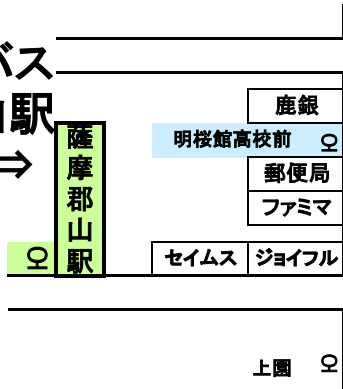 バス
山駅
⇒
鹿銀
明桜館高校前
郵便局
ファミマ
薩摩郡山駅
セイムス
ジョイフル
上園